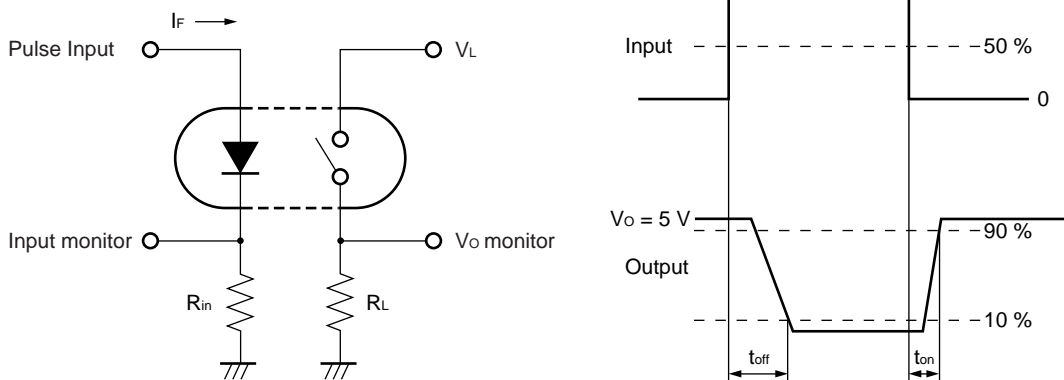 IF
Pulse Input
VL
Input monitor
VO monitor
Rin
RL
Input
50 %
0
VO = 5 V
90 %
Output
10 %
toff
ton